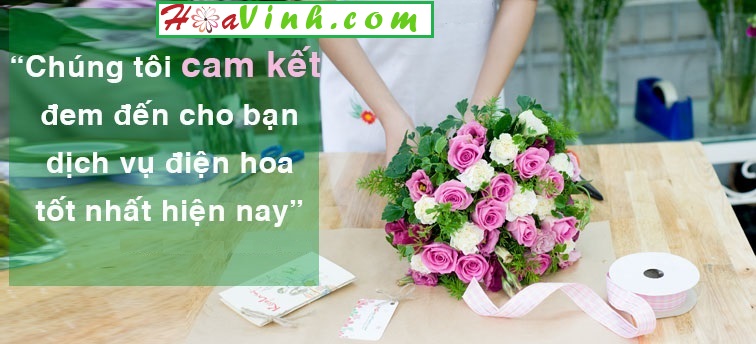 HoaVinh.com
“Chúng tôi cam kết
đem đến cho bạn
dịch vụ điện hoa
tốt nhất hiện nay”